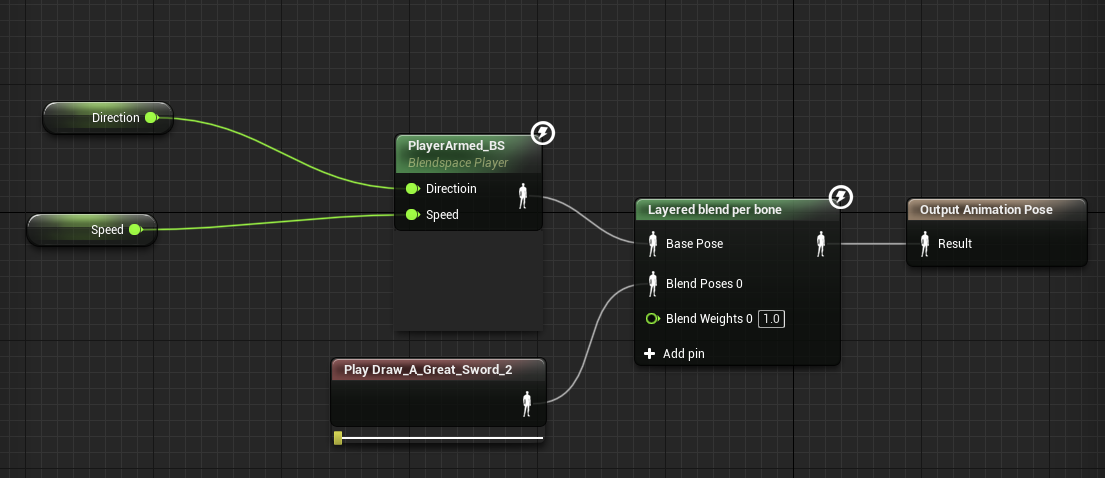 Direction
Speed
PlayerArmed_BS
Blendspace Player
Directioin
Speed
Play Draw_A_Great_Sword_2
Layered blend per bone
Base Pose
Blend Poses 0
Blend Weights 0 1.0
Add pin
Output Animation Pose
Result